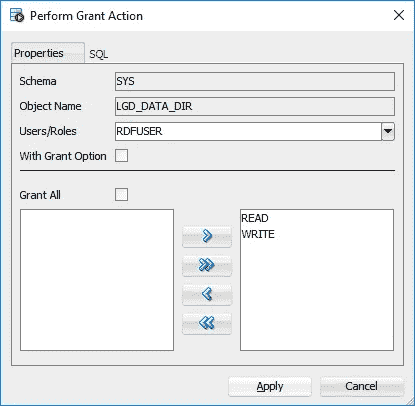 Perform Grant Action
Properties SQL
Schema SYS
Object Name LGD_DATA_DIR
Users/Roles RDFUSER
With Grant Option
Grant All
READ
WRITE
Apply Cancel